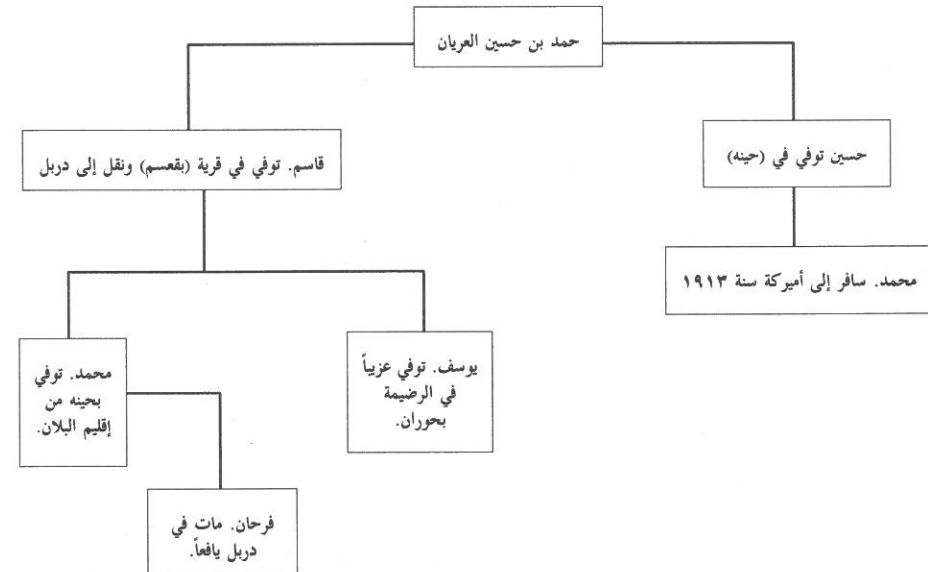 حمد بن حسين العريان
حسين توفي في (حينه)
قاسم. توفي في قرية (بقعسم) ونقل إلى دربل
محمد. سافر إلى أميركة سنة ١٩١٣
يوسف. توفي عزيباً
في الرضيمة
بحوران.
محمد. توفي
بحينه من
إقليم البلان.
فرحان. مات في
دربل يافعاً.